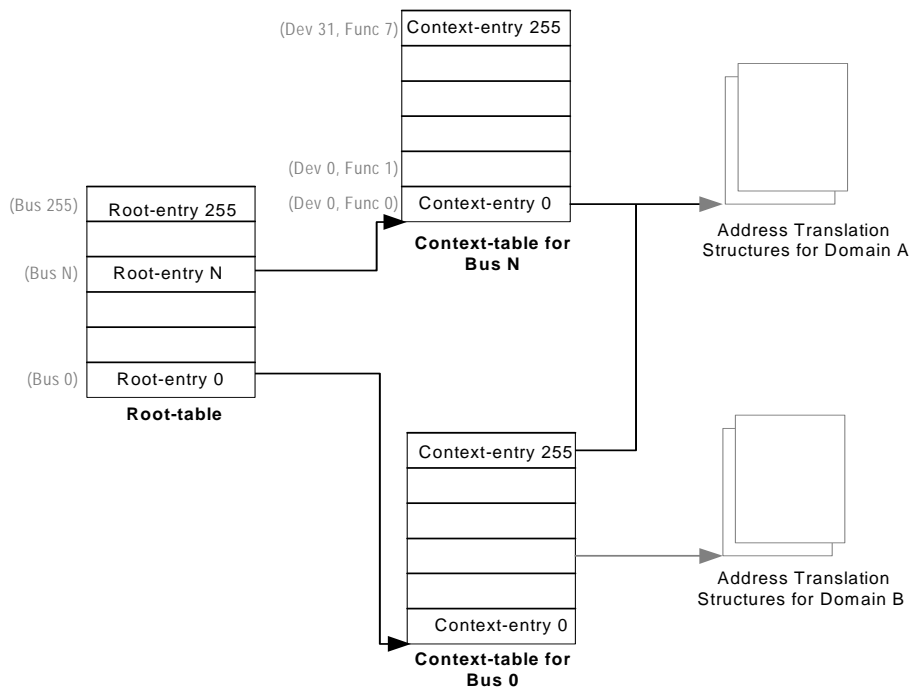 (Dev 31, Func 7)
Context-entry 255
(Dev 0, Func 1)
(Dev 0, Func 0)
Context-entry 0
Context-table for
Bus N
Address Translation
Structures for Domain A
(Bus 255)
Root-entry 255
(Bus N)
Root-entry N
(Bus 0)
Root-entry 0
Root-table
Context-entry 255
Context-entry 0
Context-table for
Bus 0
Address Translation
Structures for Domain B